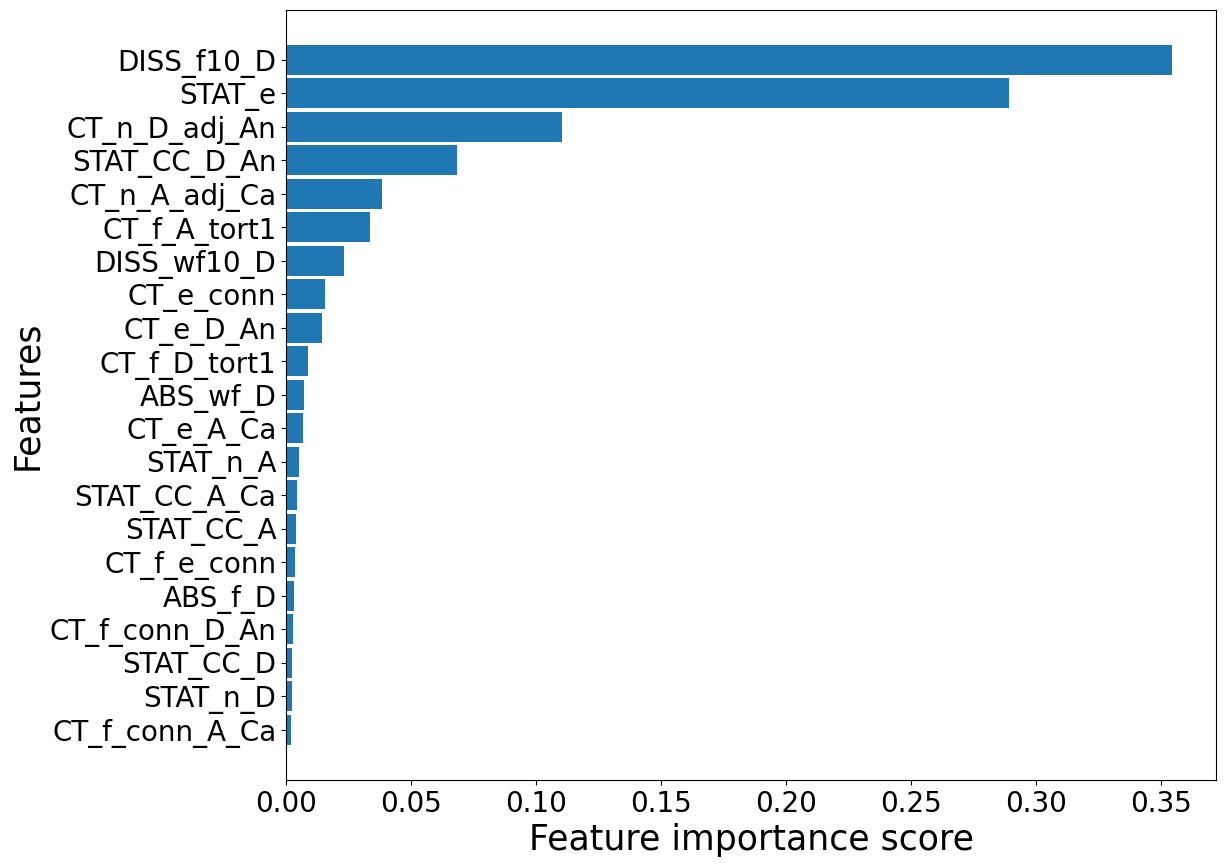 DISS_f10_D
STAT_e
CT_n_D_adj_An
STAT_CC_D_An
CT_n_A_adj_Ca
CT_f_A_tort1
DISS_wf10_D
CT_e_conn
CT_e_D_An
CT_f_D_tort1
ABS_wf_D
CT_e_A_Ca
STAT_n_A
STAT_CC_A_Ca
STAT_CC_A
CT_f_e_conn
ABS_f_D
CT_f_conn_D_An
STAT_CC_D
STAT_n_D
CT_f_conn_A_Ca
Features
0.00 0.05 0.10 0.15 0.20 0.25 0.30 0.35
Feature importance score